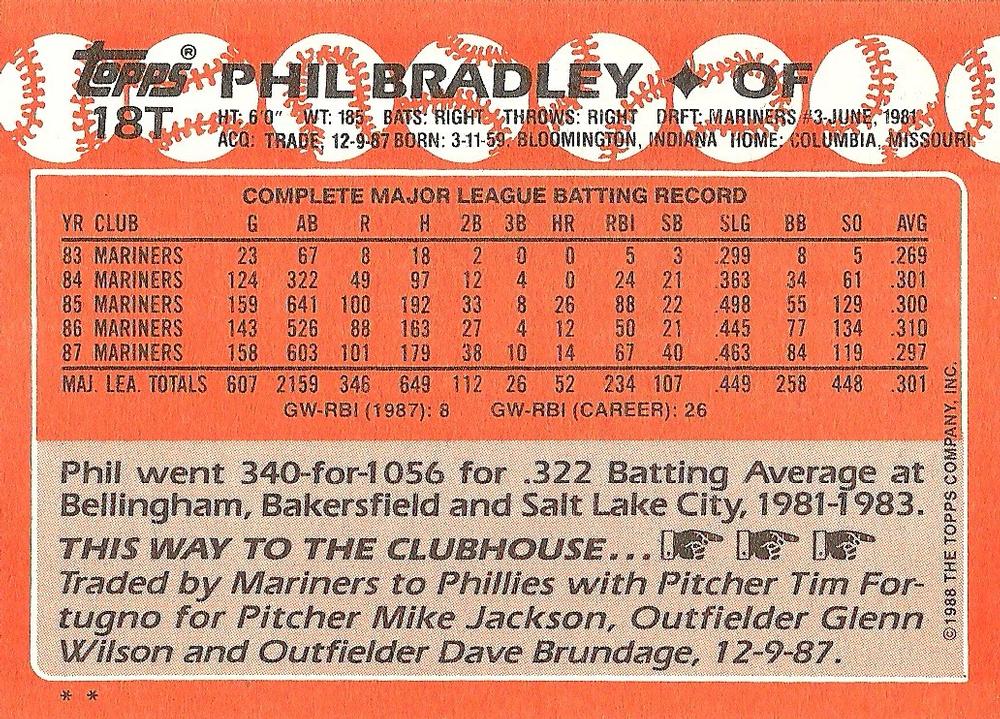 topps® PHIL BRADLEY ✦ OF
18T HT: 6'0" WT: 185 BATS: RIGHT THROWS: RIGHT DRFT: MARINERS #3-JUNE, 1981
ACQ: TRADE, 12-9-87 BORN: 3-11-59, BLOOMINGTON, INDIANA HOME: COLUMBIA, MISSOURI
COMPLETE MAJOR LEAGUE BATTING RECORD
YR CLUB G AB R H 2B 3B HR RBI SB SLG BB SO AVG
83 MARINERS 23 67 8 18 2 0 0 5 3 .299 8 5 .269
84 MARINERS 124 322 49 97 12 4 0 24 21 .363 34 61 .301
85 MARINERS 159 641 100 192 33 8 26 88 22 .498 55 129 .300
86 MARINERS 143 526 88 163 27 4 12 50 21 .445 77 134 .310
87 MARINERS 158 603 101 179 38 10 14 67 40 .463 84 119 .297
MAJ. LEA. TOTALS 607 2159 346 649 112 26 52 234 107 .449 258 448 .301
GW-RBI (1987): 8 GW-RBI (CAREER): 26
Phil went 340-for-1056 for .322 Batting Average at
Bellingham, Bakersfield and Salt Lake City, 1981-1983.
THIS WAY TO THE CLUBHOUSE...
Traded by Mariners to Phillies with Pitcher Tim For-
tugno for Pitcher Mike Jackson, Outfielder Glenn
Wilson and Outfielder Dave Brundage, 12-9-87.
©1988 THE TOPPS COMPANY, INC.
* *